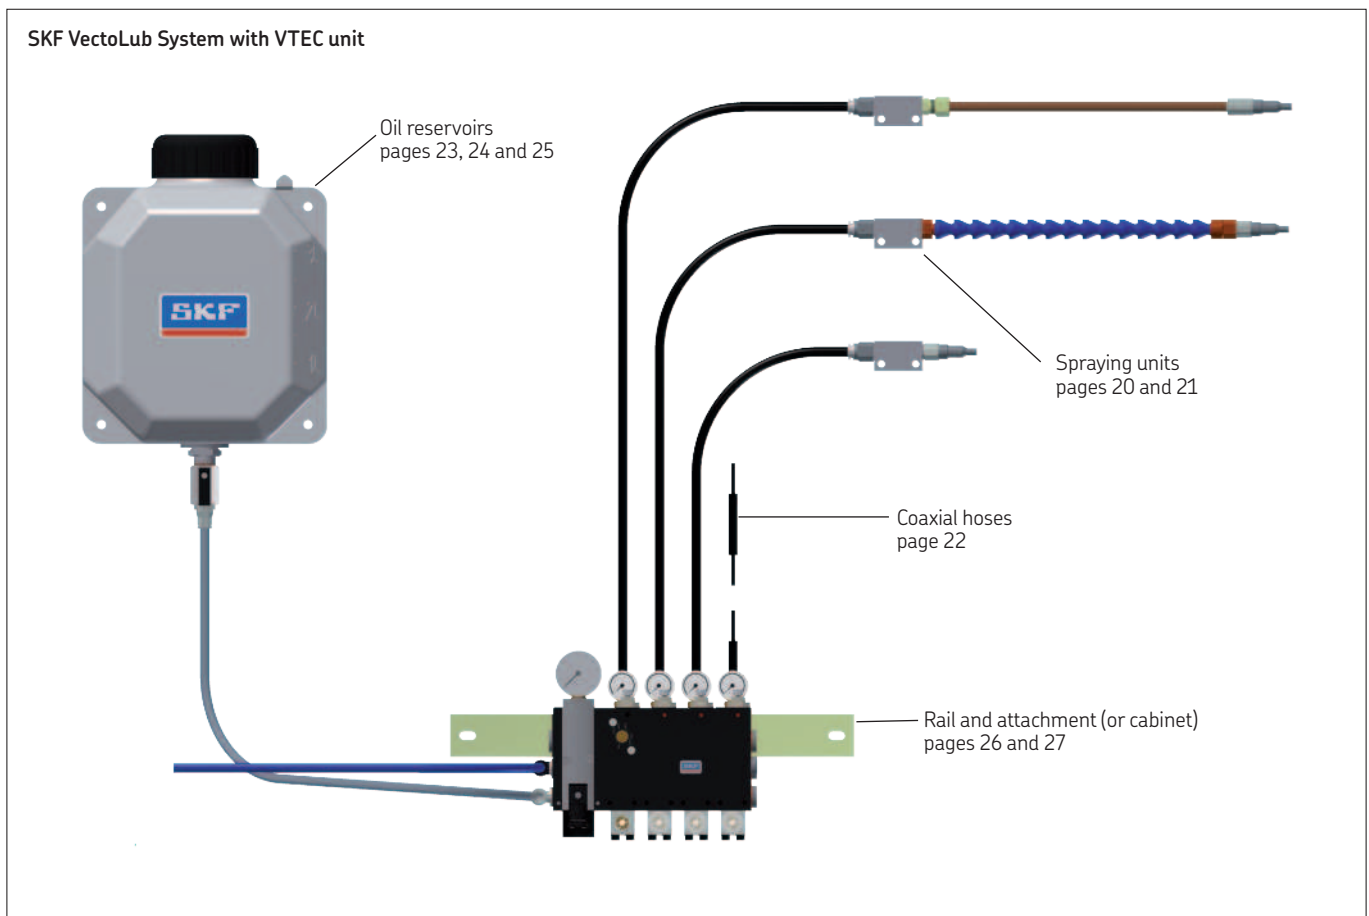 SKF VectoLub System with VTEC unit
Oil reservoirs
pages 23, 24 and 25
SKF
Spraying units
pages 20 and 21
Coaxial hoses
page 22
Rail and attachment (or cabinet)
pages 26 and 27
SKF